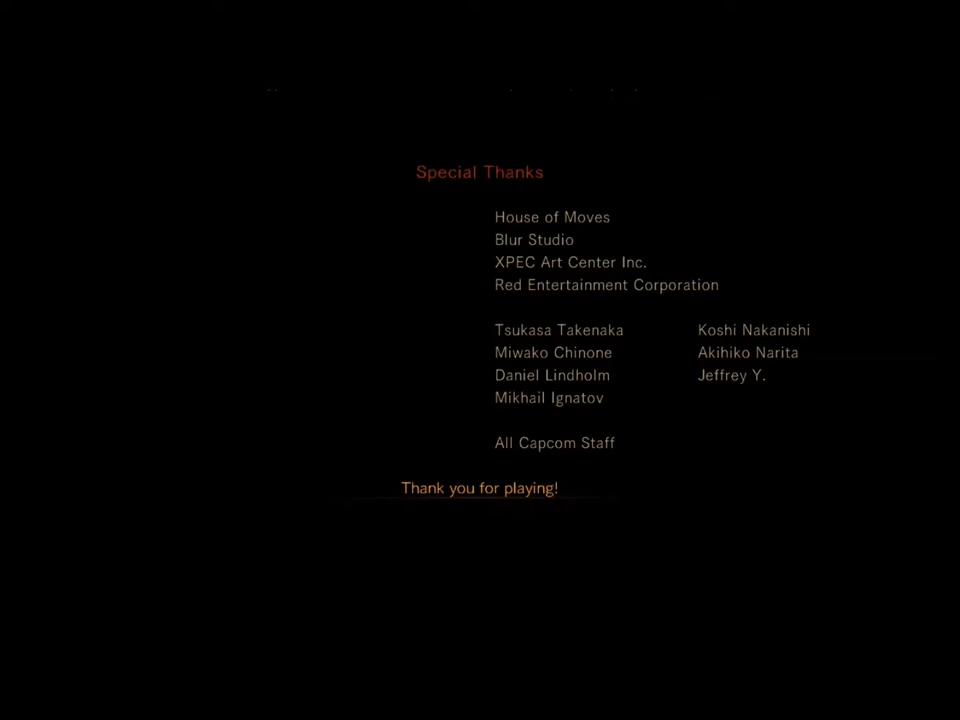 Special Thanks
House of Moves
Blur Studio
XPEC Art Center Inc.
Red Entertainment Corporation
Tsukasa Takenaka Koshi Nakanishi
Miwako Chinone Akihiko Narita
Daniel Lindholm Jeffrey Y.
Mikhail Ignatov
All Capcom Staff
Thank you for playing!